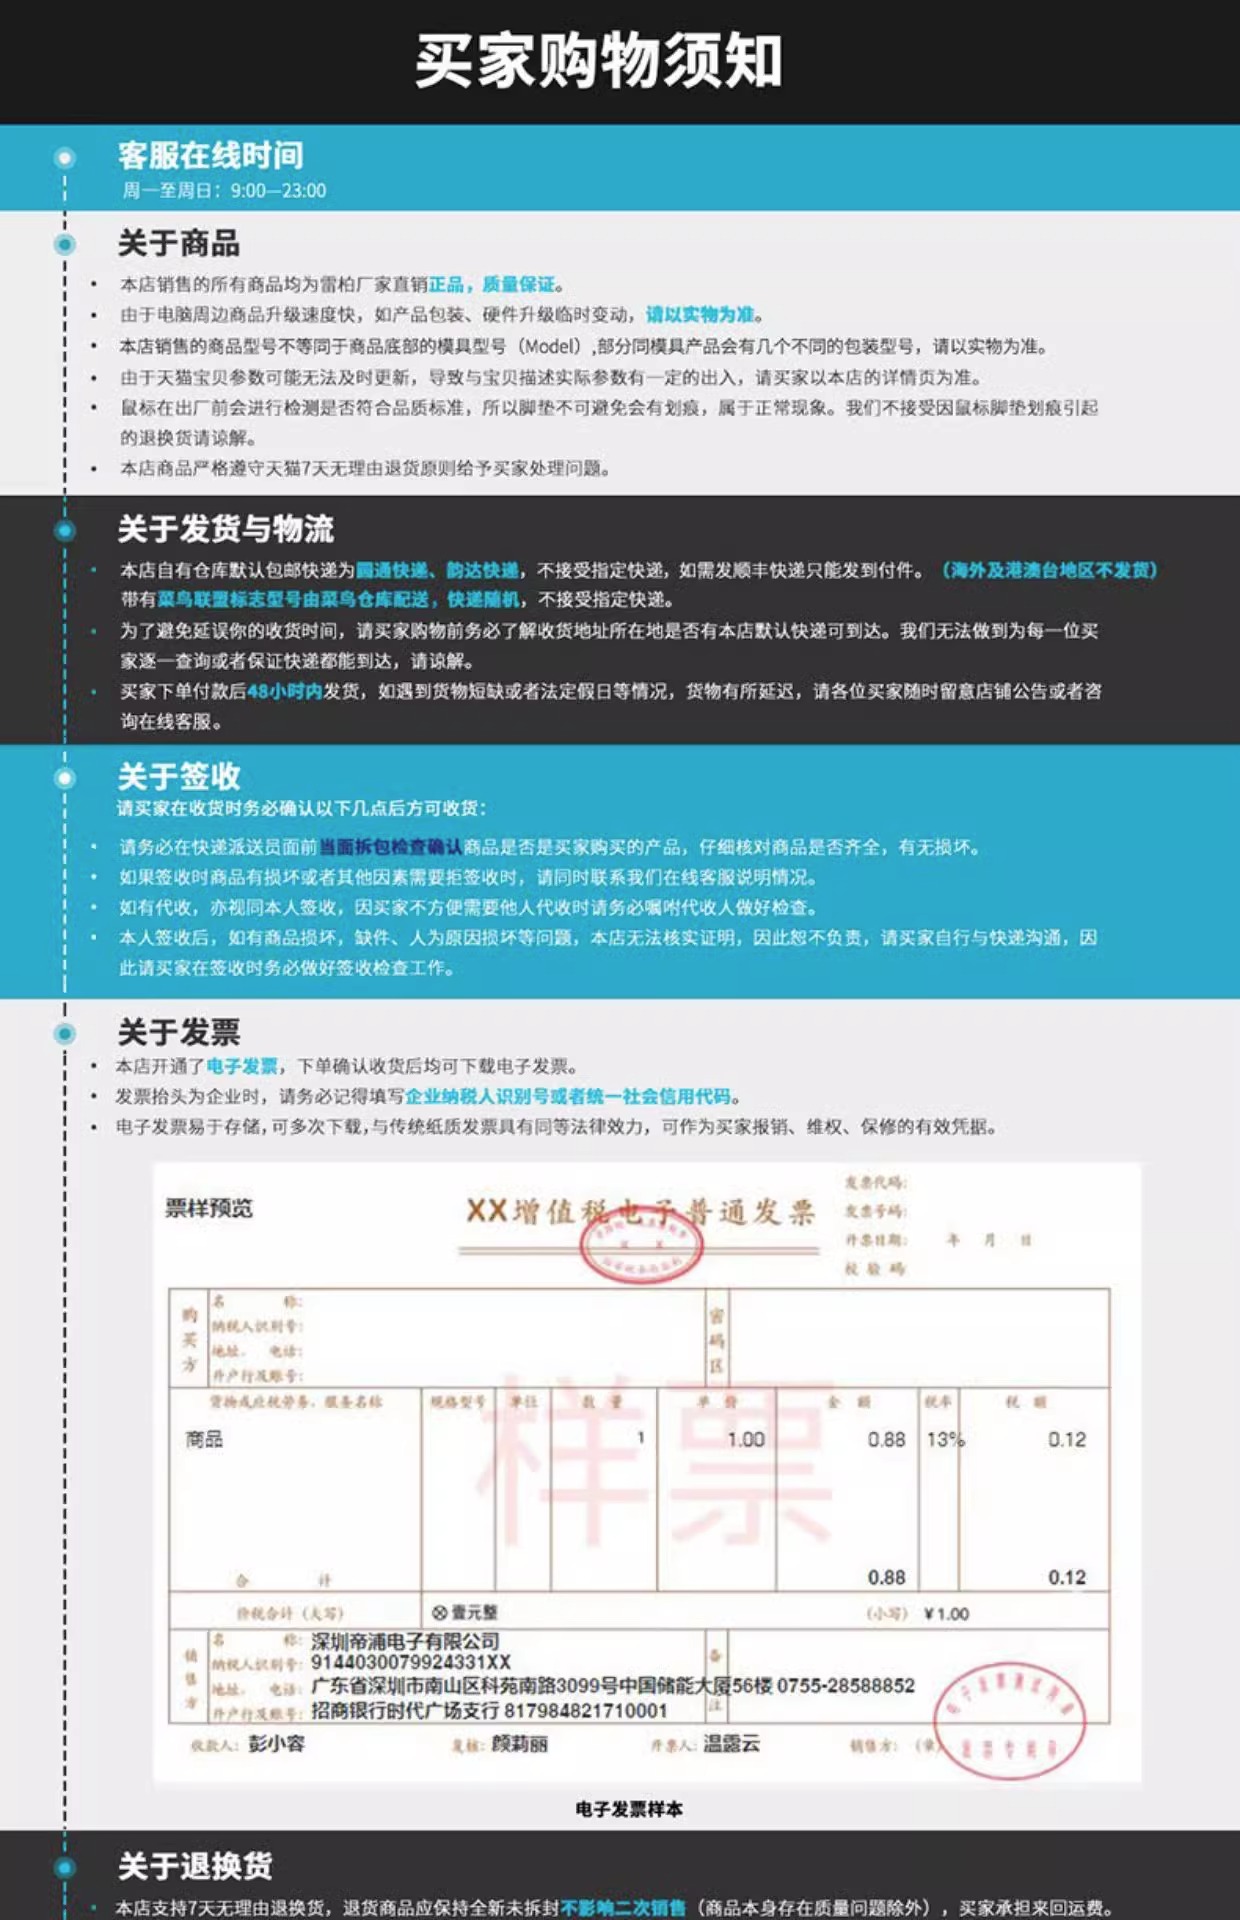 买家购物须知
客服在线时间
周一至周日：9:00—23:00
关于商品
• 本店销售的所有商品均为雷柏厂家直销正品，质量保证。
• 由于电脑周边商品升级速度快，如产品包装、硬件升级临时变动，请以实物为准。
• 本店销售的商品型号不等同于商品底部的模具型号（Model）,部分同模具产品会有几个不同的包装型号，请以实物为准。
• 由于天猫宝贝参数可能无法及时更新，导致与宝贝描述实际参数有一定的出入，请买家以本店的详情页为准。
• 鼠标在出厂前会进行检测是否符合品质标准，所以脚垫不可避免会有划痕，属于正常现象。我们不接受因鼠标脚垫划痕引起
的退换货请谅解。
• 本店商品严格遵守天猫7天无理由退货原则给予买家处理问题。
关于发货与物流
• 本店自有仓库默认包邮快递为圆通快递、韵达快递，不接受指定快递，如需发顺丰快递只能发到付件。（海外及港澳台地区不发货）
带有菜鸟联盟标志型号由菜鸟仓库配送，快递随机，不接受指定快递。
• 为了避免延误你的收货时间，请买家购物前务必了解收货地址所在地是否有本店默认快递可到达。我们无法做到为每一位买
家逐一查询或者保证快递都能到达，请谅解。
• 买家下单付款后48小时内发货，如遇到货物短缺或者法定假日等情况，货物有所延迟，请各位买家随时留意店铺公告或者咨
询在线客服。
关于签收
请买家在收货时务必确认以下几点后方可收货：
• 请务必在快递派送员面前当面拆包检查确认商品是否是买家购买的产品，仔细核对商品是否齐全，有无损坏。
• 如果签收时商品有损坏或者其他因素需要拒签收时，请同时联系我们在线客服说明情况。
• 如有代收，亦视同本人签收，因买家不方便需要他人代收时请务必嘱咐代收人做好检查。
• 本人签收后，如有商品损坏，缺件、人为原因损坏等问题，本店无法核实证明，因此恕不负责，请买家自行与快递沟通，因
此请买家在签收时务必做好签收检查工作。
关于发票
• 本店开通了电子发票，下单确认收货后均可下载电子发票。
• 发票抬头为企业时，请务必记得填写企业纳税人识别号或者统一社会信用代码。
• 电子发票易于存储,可多次下载,与传统纸质发票具有同等法律效力，可作为买家报销、维权、保修的有效凭据。
票样预览
XX增值税电子普通发票
发票代码:
发票号码:
开票日期: 年 月 日
校验码
购买方
名 称:
纳税人识别号:
地址、电话:
开户行及账号:
密码区
货物或应税劳务、服务名称 规格型号 单位 数量 单价 金额 税率 税额
商品 1 1.00 0.88 13% 0.12
样票
合 计 0.88 0.12
价税合计（大写） ⊗壹元整 （小写）¥1.00
销售方
名 称: 深圳帝浦电子有限公司
纳税人识别号: 9144030079924331XX
地址、电话: 广东省深圳市南山区科苑南路3099号中国储能大厦56楼 0755-28588852
开户行及账号: 招商银行时代广场支行 817984821710001
备注
收款人: 彭小容 复核: 颜莉丽 开票人: 温露云 销售方:（章）
电子发票样本
关于退换货
• 本店支持7天无理由退换货，退货商品应保持全新未拆封不影响二次销售（商品本身存在质量问题除外），买家承担来回运费。